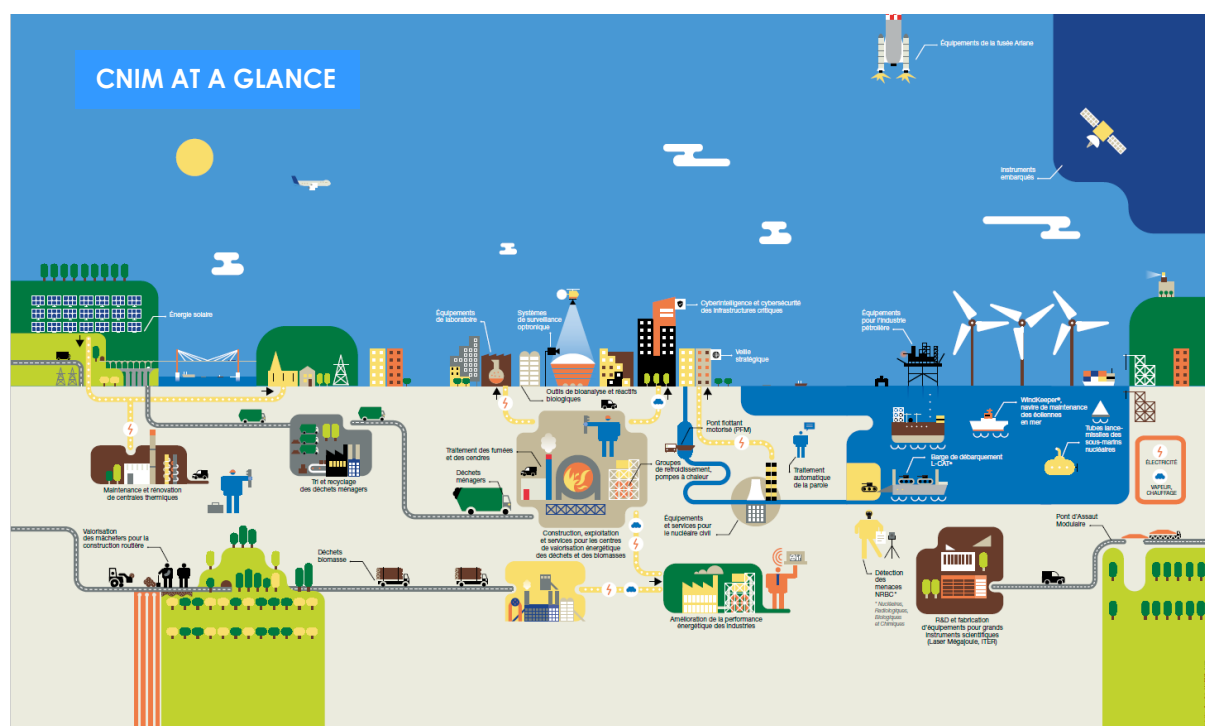 CNIM AT A GLANCE
Équipements de la fusée Ariane
Instruments
embarqués
Énergie solaire
Équipements
de laboratoire
Systèmes
de surveillance
optronique
Cyberintelligence et cybersécurité
des infrastructures critiques
Veille
stratégique
Équipements
pour l'industrie
pétrolière
Outils de bioanalyse et réactifs
biologiques
WindKeeper®,
navire de maintenance
des éoliennes
en mer
Tubes lance-
missiles des
sous-marins
nucléaires
Pont flottant
motorisé (PFM)
Traitement des fumées
et des cendres
Groupes
de refroidissement,
pompes à chaleur
Traitement
automatique
de la parole
Barge de débarquement
L-CAT®
ÉLECTRICITÉ
VAPEUR,
CHAUFFAGE
Maintenance et rénovation
de centrales thermiques
Tri et recyclage
des déchets ménagers
Déchets
ménagers
Construction, exploitation
et services pour les centres
de valorisation énergétique
des déchets et des biomasses
Équipements
et services pour
le nucléaire civil
Pont d'Assaut
Modulaire
Valorisation
des mâchefers pour la
construction routière
Déchets
biomasse
Détection
des
menaces
NRBC*
* Nucléaires,
Radiologiques,
Biologiques
et Chimiques
Amélioration de la performance
énergétique des industries
R&D et fabrication
d'équipements pour grands
instruments scientifiques
(Laser Mégajoule, ITER)